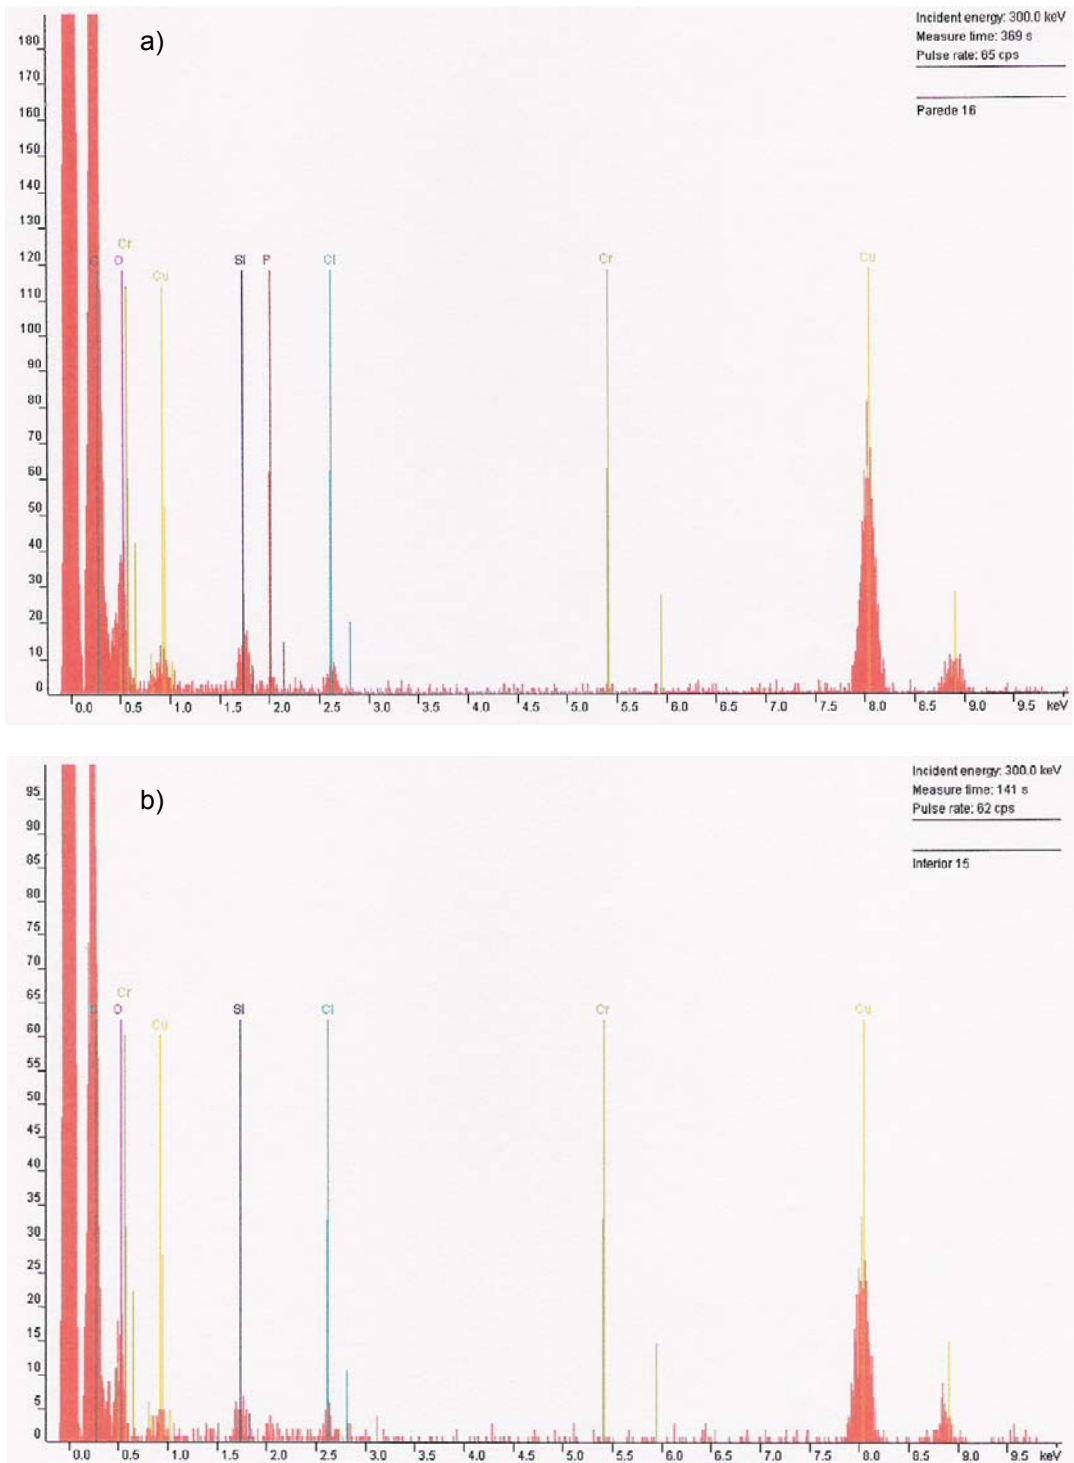 a)
Incident energy: 300.0 keV
Measure time: 369 s
Pulse rate: 65 cps
Parede 16
180
170
160
150
140
130
120
110
100
90
80
70
60
50
40
30
20
10
0
Cr
C O Si P Cl Cr Cu
Cu
0.0 0.5 1.0 1.5 2.0 2.5 3.0 3.5 4.0 4.5 5.0 5.5 6.0 6.5 7.0 7.5 8.0 8.5 9.0 9.5 keV
b)
Incident energy: 300.0 keV
Measure time: 141 s
Pulse rate: 62 cps
Interior 15
95
90
85
80
75
70
65
60
55
50
45
40
35
30
25
20
15
10
5
0
Cr
C O Si Cl Cr Cu
Cu
0.0 0.5 1.0 1.5 2.0 2.5 3.0 3.5 4.0 4.5 5.0 5.5 6.0 6.5 7.0 7.5 8.0 8.5 9.0 9.5 keV